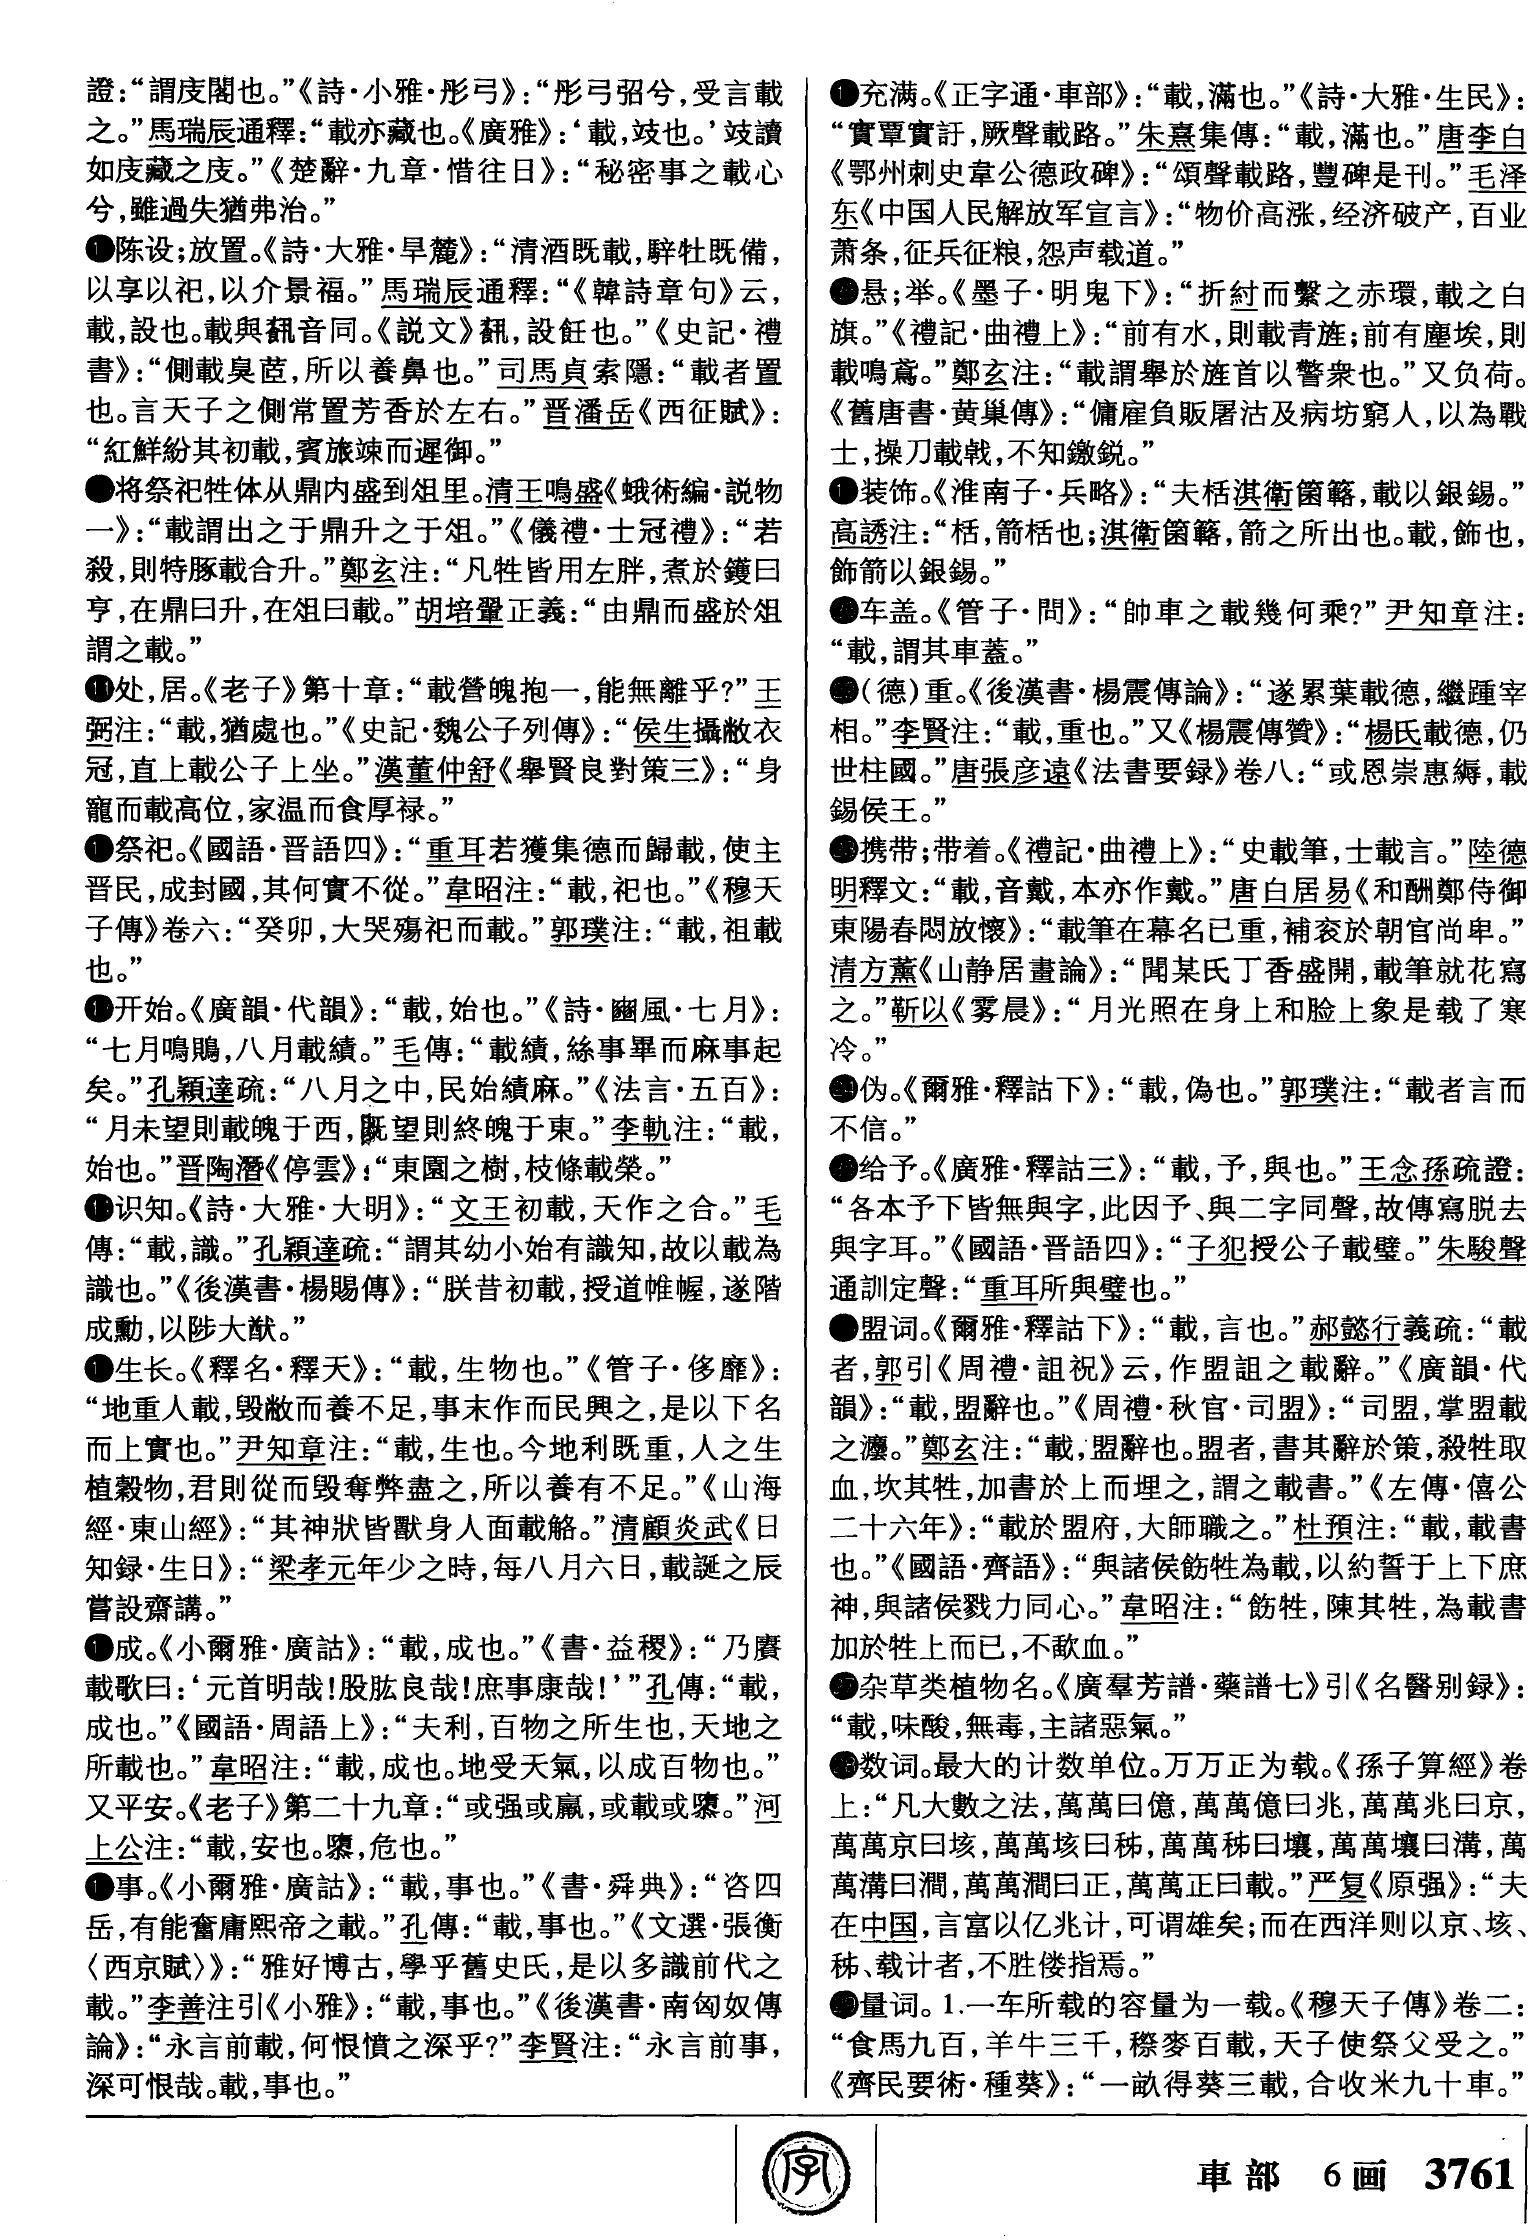 證：“謂庋閣也。”《詩·小雅·彤弓》：“彤弓弨兮，受言載
之。”馬瑞辰通釋：“載亦藏也。《廣雅》：‘載，攱也。’攱讀
如庋藏之庋。”《楚辭·九章·惜往日》：“秘密事之載心
兮，雖過失猶弗治。”
陈设；放置。《詩·大雅·旱麓》：“清酒既載，騂牡既備，
以享以祀，以介景福。”馬瑞辰通釋：“《韓詩章句》云，
載，設也。載與𩚳音同。《説文》𩚳，設飪也。”《史記·禮
書》：“側載臭茝，所以養鼻也。”司馬貞索隱：“載者置
也。言天子之側常置芳香於左右。”晋潘岳《西征賦》：
“紅鮮紛其初載，賓旅竦而遲御。”
将祭祀牲体从鼎内盛到俎里。清王鳴盛《蛾術編·説物
一》：“載謂出之于鼎升之于俎。”《儀禮·士冠禮》：“若
殺，則特豚載合升。”鄭玄注：“凡牲皆用左胖，煮於鑊曰
亨，在鼎曰升，在俎曰載。”胡培翬正義：“由鼎而盛於俎
謂之載。”
处，居。《老子》第十章：“載營魄抱一，能無離乎？”王
弼注：“載，猶處也。”《史記·魏公子列傳》：“侯生攝敝衣
冠，直上載公子上坐。”漢董仲舒《舉賢良對策三》：“身
寵而載高位，家温而食厚禄。”
祭祀。《國語·晋語四》：“重耳若獲集德而歸載，使主
晋民，成封國，其何實不從。”韋昭注：“載，祀也。”《穆天
子傳》卷六：“癸卯，大哭殤祀而載。”郭璞注：“載，祖載
也。”
开始。《廣韻·代韻》：“載，始也。”《詩·豳風·七月》：
“七月鳴鵙，八月載績。”毛傳：“載績，絲事畢而麻事起
矣。”孔穎達疏：“八月之中，民始績麻。”《法言·五百》：
“月未望則載魄于西，既望則終魄于東。”李軌注：“載，
始也。”晋陶潛《停雲》：“東園之樹，枝條載榮。”
识知。《詩·大雅·大明》：“文王初載，天作之合。”毛
傳：“載，識。”孔穎達疏：“謂其幼小始有識知，故以載為
識也。”《後漢書·楊賜傳》：“朕昔初載，授道帷幄，遂階
成勳，以陟大猷。”
生长。《釋名·釋天》：“載，生物也。”《管子·侈靡》：
“地重人載，毁敝而養不足，事末作而民興之，是以下名
而上實也。”尹知章注：“載，生也。今地利既重，人之生
植穀物，君則從而毁奪弊盡之，所以養有不足。”《山海
經·東山經》：“其神狀皆獸身人面載觡。”清顧炎武《日
知録·生日》：“梁孝元年少之時，每八月六日，載誕之辰
嘗設齋講。”
成。《小爾雅·廣詁》：“載，成也。”《書·益稷》：“乃賡
載歌曰：‘元首明哉！股肱良哉！庶事康哉！’”孔傳：“載，
成也。”《國語·周語上》：“夫利，百物之所生也，天地之
所載也。”韋昭注：“載，成也。地受天氣，以成百物也。”
又平安。《老子》第二十九章：“或强或羸，或載或隳。”河
上公注：“載，安也。隳，危也。”
事。《小爾雅·廣詁》：“載，事也。”《書·舜典》：“咨四
岳，有能奮庸熙帝之載。”孔傳：“載，事也。”《文選·張衡
〈西京賦〉》：“雅好博古，學乎舊史氏，是以多識前代之
載。”李善注引《小雅》：“載，事也。”《後漢書·南匈奴傳
論》：“永言前載，何恨憤之深乎？”李賢注：“永言前事，
深可恨哉。載，事也。”
充满。《正字通·車部》：“載，滿也。”《詩·大雅·生民》：
“實覃實訏，厥聲載路。”朱熹集傳：“載，滿也。”唐李白
《鄂州刺史韋公德政碑》：“頌聲載路，豐碑是刊。”毛泽
东《中国人民解放军宣言》：“物价高涨，经济破产，百业
萧条，征兵征粮，怨声载道。”
悬；举。《墨子·明鬼下》：“折紂而繫之赤環，載之白
旗。”《禮記·曲禮上》：“前有水，則載青旌；前有塵埃，則
載鳴鳶。”鄭玄注：“載謂舉於旌首以警衆也。”又负荷。
《舊唐書·黄巢傳》：“傭雇負販屠沽及病坊窮人，以為戰
士，操刀載戟，不知鏾鋭。”
装饰。《淮南子·兵略》：“夫栝淇衛箘簵，載以銀錫。”
高誘注：“栝，箭栝也；淇衛箘簵，箭之所出也。載，飾也，
飾箭以銀錫。”
车盖。《管子·問》：“帥車之載幾何乘？”尹知章注：
“載，謂其車蓋。”
（德）重。《後漢書·楊震傳論》：“遂累葉載德，繼踵宰
相。”李賢注：“載，重也。”又《楊震傳贊》：“楊氏載德，仍
世柱國。”唐張彦遠《法書要録》卷八：“或恩崇惠縟，載
錫侯王。”
携带；带着。《禮記·曲禮上》：“史載筆，士載言。”陸德
明釋文：“載，音戴，本亦作戴。”唐白居易《和酬鄭侍御
東陽春悶放懷》：“載筆在幕名已重，補衮於朝官尚卑。”
清方薰《山静居畫論》：“聞某氏丁香盛開，載筆就花寫
之。”靳以《雾晨》：“月光照在身上和脸上象是载了寒
冷。”
伪。《爾雅·釋詁下》：“載，偽也。”郭璞注：“載者言而
不信。”
给予。《廣雅·釋詁三》：“載，予，與也。”王念孫疏證：
“各本予下皆無與字，此因予、與二字同聲，故傳寫脱去
與字耳。”《國語·晋語四》：“子犯授公子載璧。”朱駿聲
通訓定聲：“重耳所與璧也。”
盟词。《爾雅·釋詁下》：“載，言也。”郝懿行義疏：“載
者，郭引《周禮·詛祝》云，作盟詛之載辭。”《廣韻·代
韻》：“載，盟辭也。”《周禮·秋官·司盟》：“司盟，掌盟載
之灋。”鄭玄注：“載，盟辭也。盟者，書其辭於策，殺牲取
血，坎其牲，加書於上而埋之，謂之載書。”《左傳·僖公
二十六年》：“載於盟府，大師職之。”杜預注：“載，載書
也。”《國語·齊語》：“與諸侯飭牲為載，以約誓于上下庶
神，與諸侯戮力同心。”韋昭注：“飭牲，陳其牲，為載書
加於牲上而已，不歃血。”
杂草类植物名。《廣羣芳譜·藥譜七》引《名醫别録》：
“載，味酸，無毒，主諸惡氣。”
数词。最大的计数单位。万万正为载。《孫子算經》卷
上：“凡大數之法，萬萬曰億，萬萬億曰兆，萬萬兆曰京，
萬萬京曰垓，萬萬垓曰秭，萬萬秭曰壤，萬萬壤曰溝，萬
萬溝曰澗，萬萬澗曰正，萬萬正曰載。”严复《原强》：“夫
在中国，言富以亿兆计，可谓雄矣；而在西洋则以京、垓、
秭、载计者，不胜偻指焉。”
量词。1.一车所载的容量为一载。《穆天子傳》卷二：
“食馬九百，羊牛三千，穄麥百載，天子使祭父受之。”
《齊民要術·種葵》：“一畝得葵三載，合收米九十車。”
字
車部 6画 3761